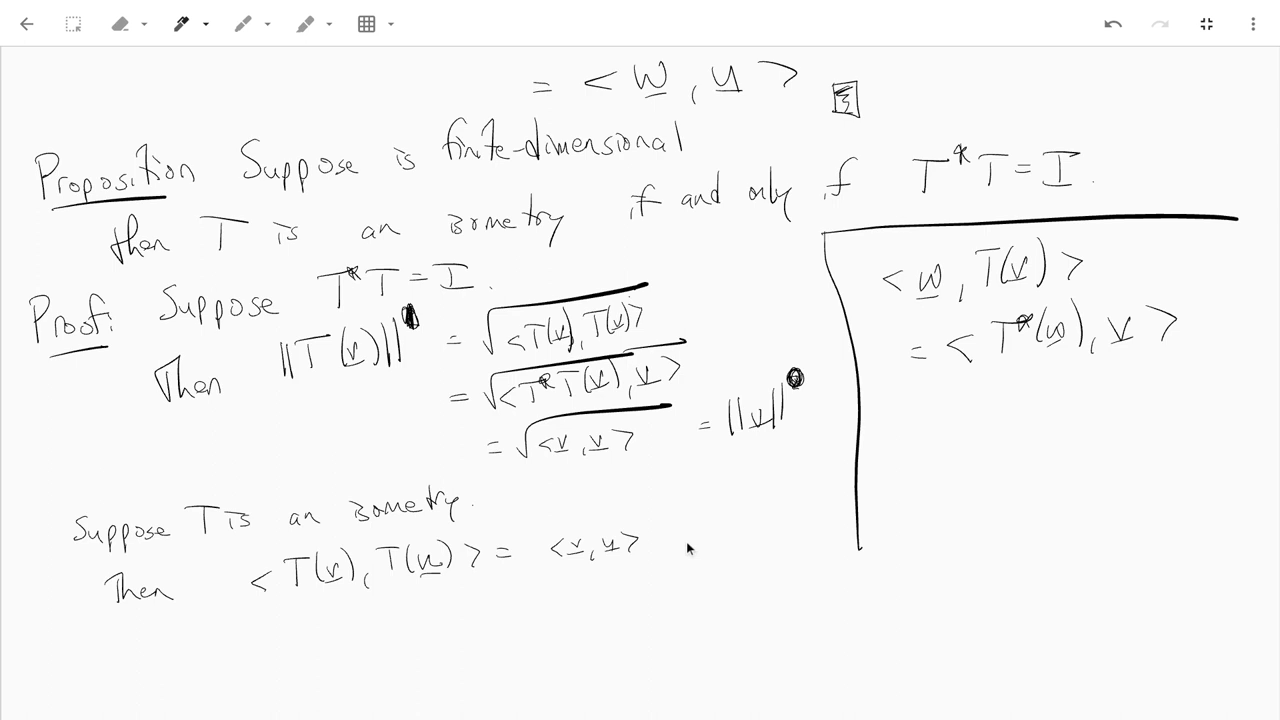 = < w , u >
Proposition Suppose is finite-dimensional
then T is an isometry if and only if T*T = I.
Proof: Suppose T*T = I.
Then ||T(v)|| = √<T(v), T(v)>
= √<T*T(v), v>
= √<v, v> = ||v||
Suppose T is an isometry.
Then < T(v), T(u) > = <v, u>
< w , T(v) >
= < T*(w), v >